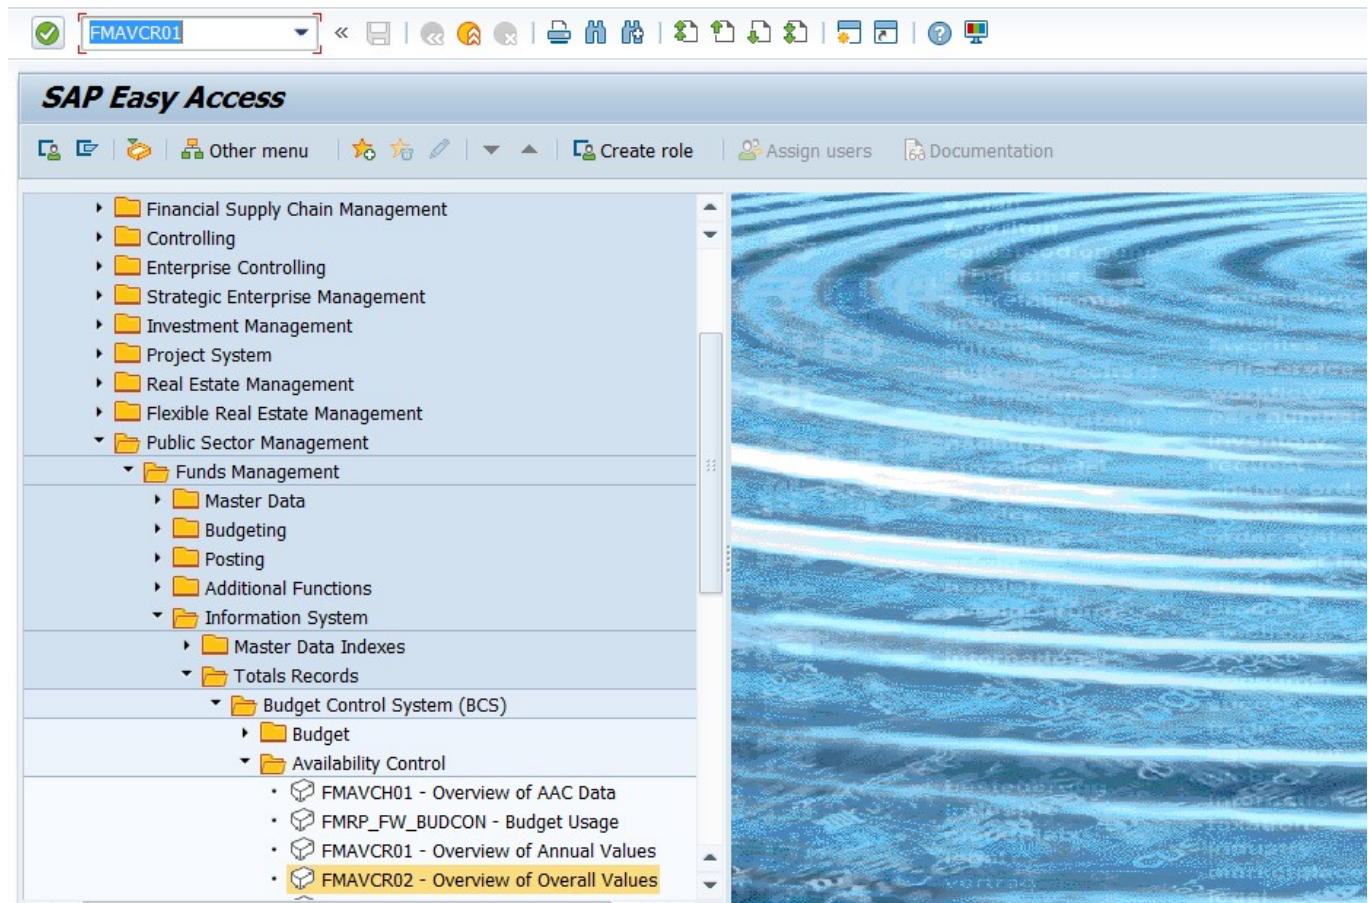 FMAVCR01
SAP Easy Access
Other menu
Create role
Assign users
Documentation
Financial Supply Chain Management
Controlling
Enterprise Controlling
Strategic Enterprise Management
Investment Management
Project System
Real Estate Management
Flexible Real Estate Management
Public Sector Management
Funds Management
Master Data
Budgeting
Posting
Additional Functions
Information System
Master Data Indexes
Totals Records
Budget Control System (BCS)
Budget
Availability Control
FMAVCH01 - Overview of AAC Data
FMRP_FW_BUDCON - Budget Usage
FMAVCR01 - Overview of Annual Values
FMAVCR02 - Overview of Overall Values